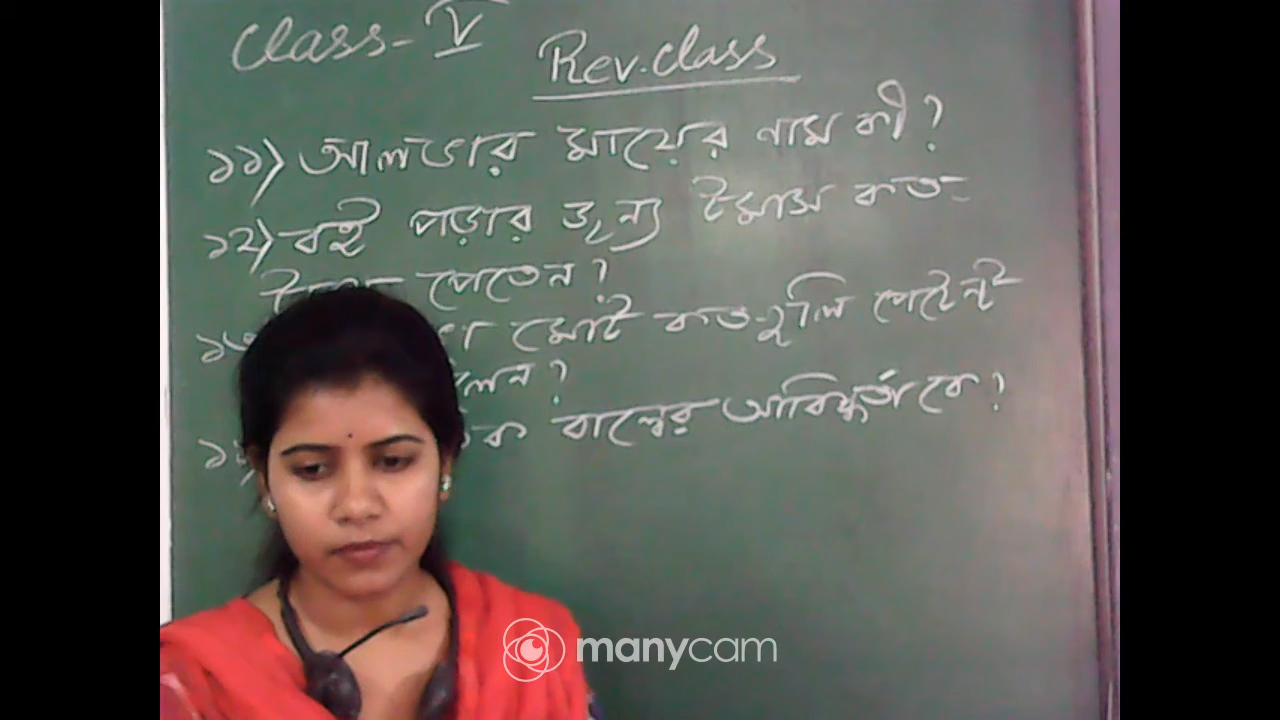 Class - V
Rev. Class
১১) আলভার মায়ের নাম কী?
১২) বই পড়ার জন্য টমাস কত
পেতেন?
মোট কতগুলি পেটেন্ট
লেন?
ক বাল্বের আবিষ্কর্তা কে?
manycam